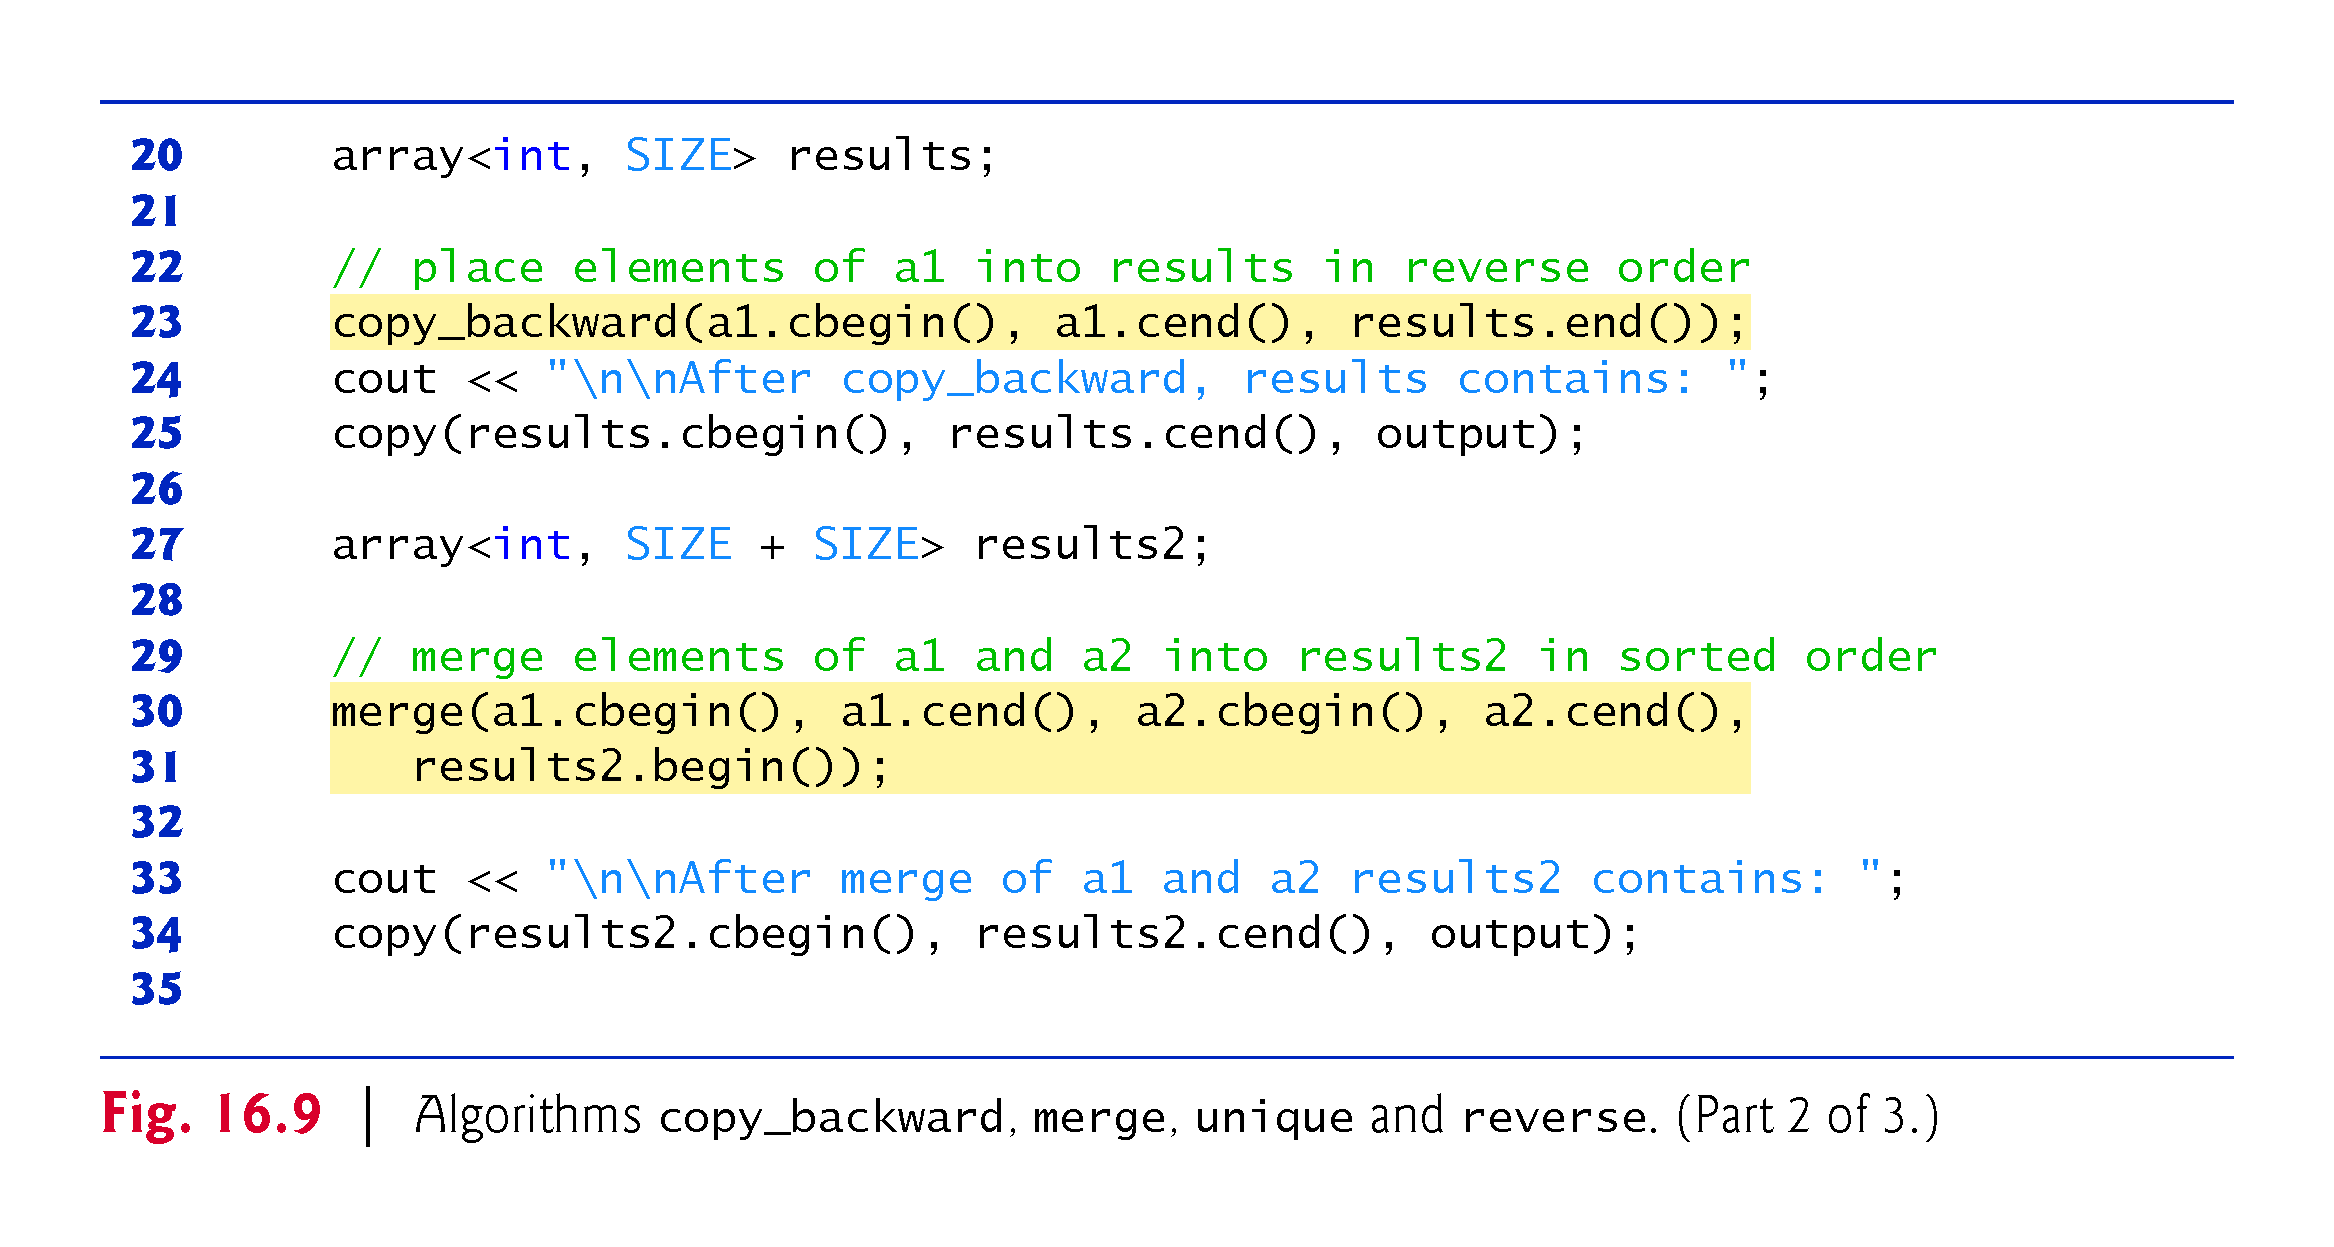 20 array<int, SIZE> results;
21
22 // place elements of a1 into results in reverse order
23 copy_backward(a1.cbegin(), a1.cend(), results.end());
24 cout << "\n\nAfter copy_backward, results contains: ";
25 copy(results.cbegin(), results.cend(), output);
26
27 array<int, SIZE + SIZE> results2;
28
29 // merge elements of a1 and a2 into results2 in sorted order
30 merge(a1.cbegin(), a1.cend(), a2.cbegin(), a2.cend(),
31    results2.begin());
32
33 cout << "\n\nAfter merge of a1 and a2 results2 contains: ";
34 copy(results2.cbegin(), results2.cend(), output);
35
Fig. 16.9 | Algorithms copy_backward, merge, unique and reverse. (Part 2 of 3.)